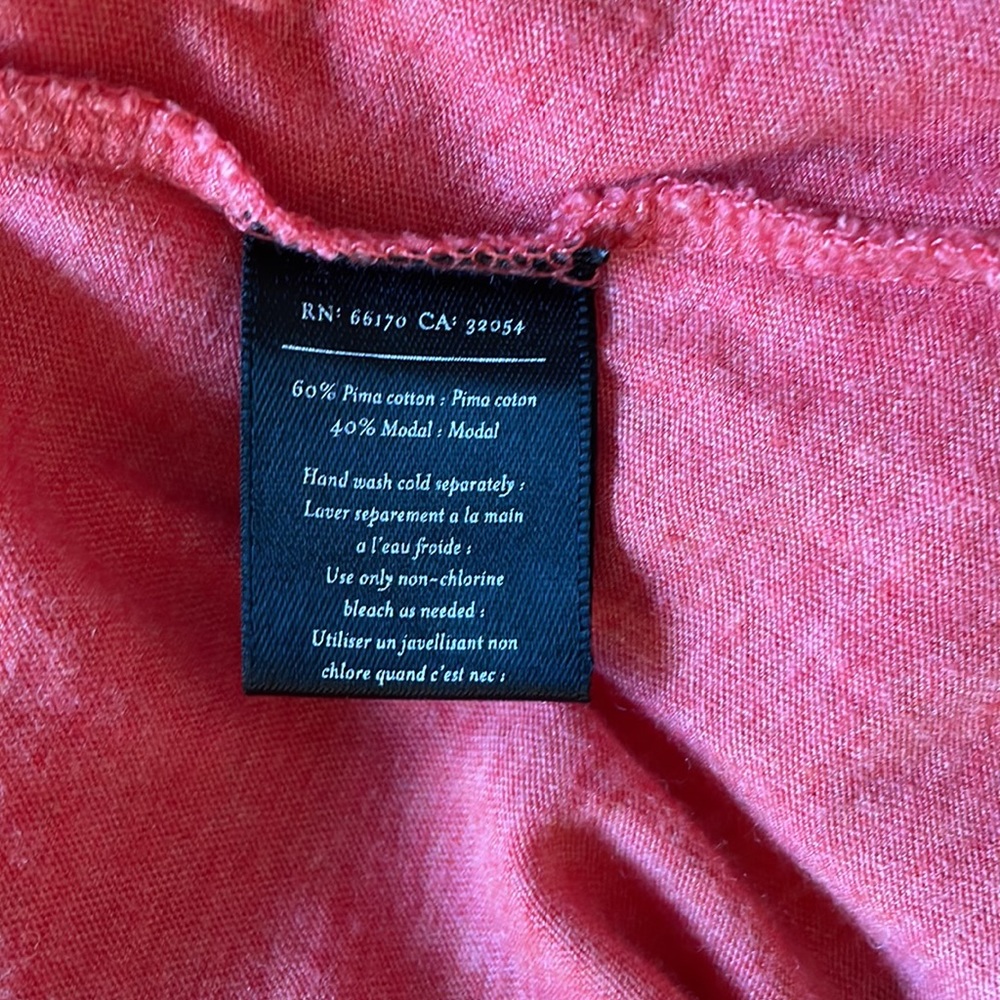 RN: 66170 CA: 32054
60% Pima cotton : Pima coton
40% Modal : Modal
Hand wash cold separately :
Laver separement a la main
a l'eau froide :
Use only non-chlorine
bleach as needed :
Utiliser un javellisant non
chlore quand c'est nec :